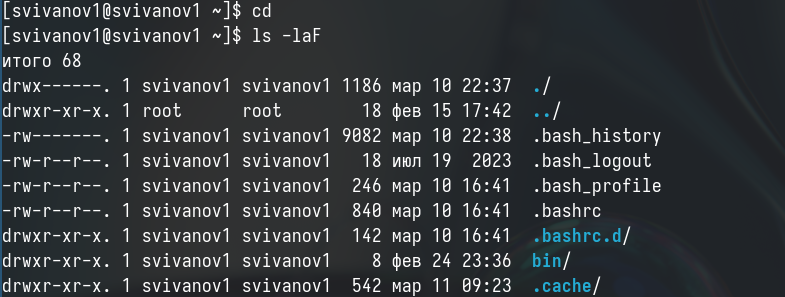 [svivanov1@svivanov1 ~]$ cd
[svivanov1@svivanov1 ~]$ ls -laF
итого 68
drwx------. 1 svivanov1 svivanov1 1186 мар 10 22:37  ./
drwxr-xr-x. 1 root      root        18 фев 15 17:42  ../
-rw-------. 1 svivanov1 svivanov1 9082 мар 10 22:38  .bash_history
-rw-r--r--. 1 svivanov1 svivanov1   18 июл 19  2023  .bash_logout
-rw-r--r--. 1 svivanov1 svivanov1  246 мар 10 16:41  .bash_profile
-rw-r--r--. 1 svivanov1 svivanov1  840 мар 10 16:41  .bashrc
drwxr-xr-x. 1 svivanov1 svivanov1  142 мар 10 16:41  .bashrc.d/
drwxr-xr-x. 1 svivanov1 svivanov1    8 фев 24 23:36  bin/
drwxr-xr-x. 1 svivanov1 svivanov1  542 мар 11 09:23  .cache/